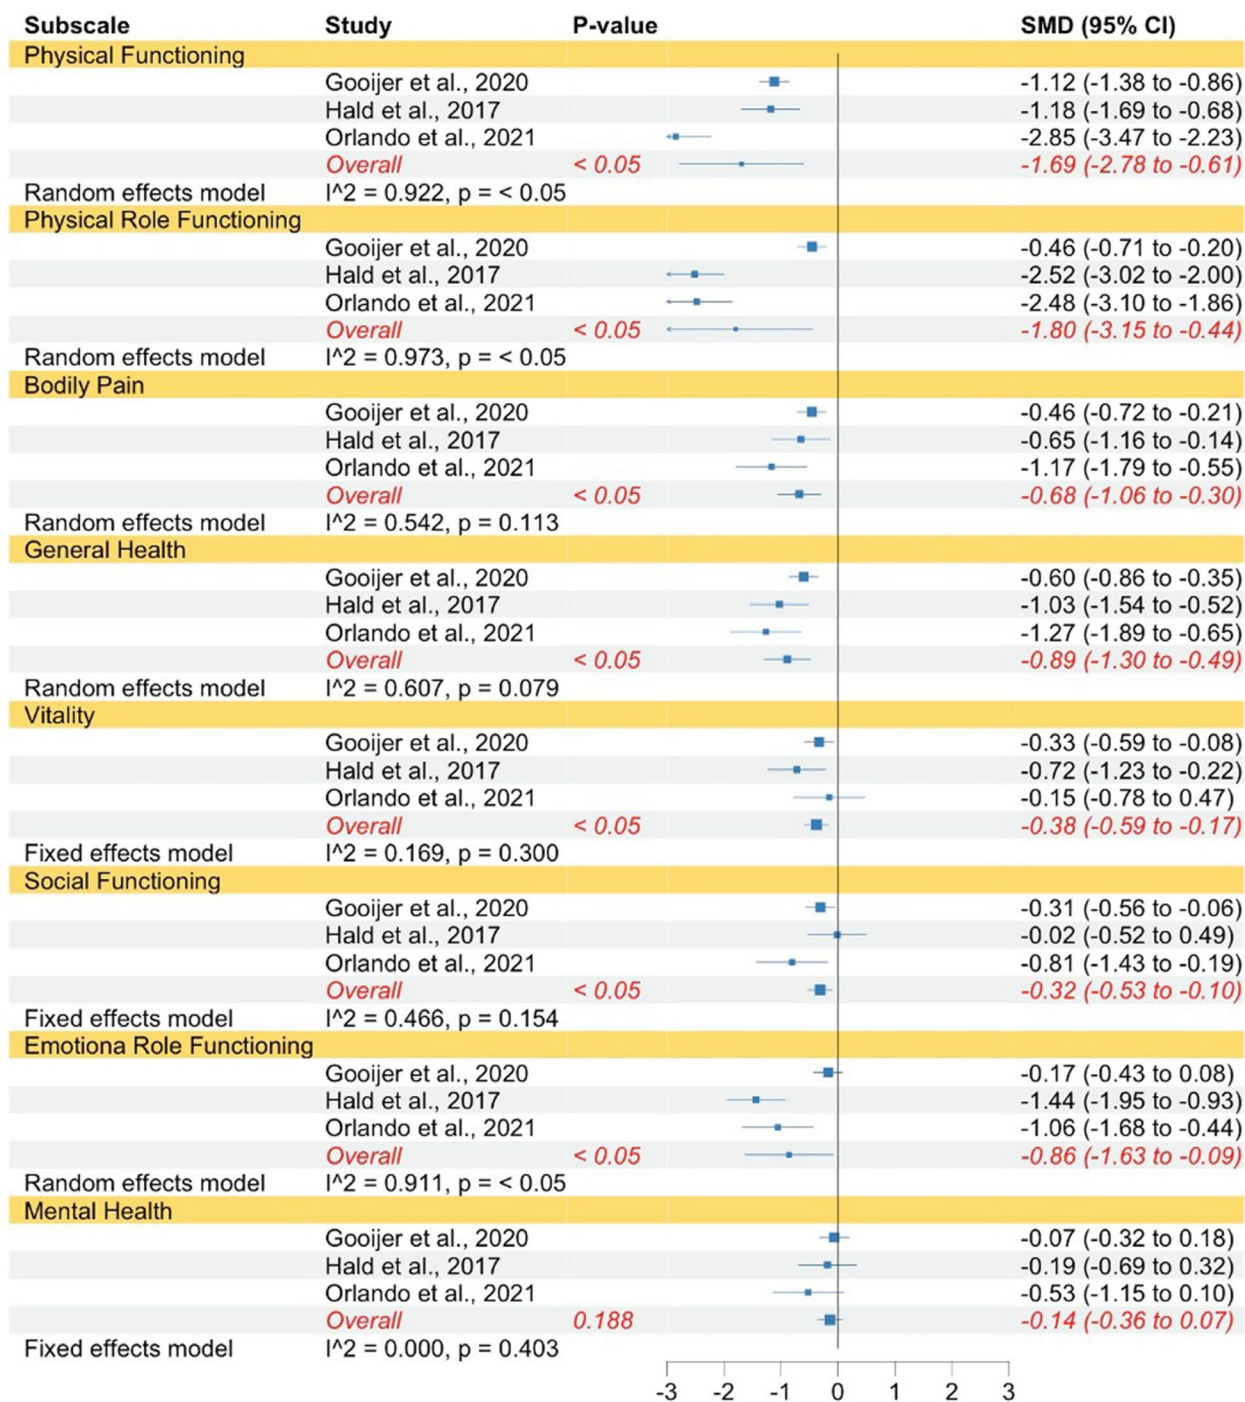 Subscale Study P-value SMD (95% CI)
Physical Functioning
Gooijer et al., 2020 -1.12 (-1.38 to -0.86)
Hald et al., 2017 -1.18 (-1.69 to -0.68)
Orlando et al., 2021 -2.85 (-3.47 to -2.23)
Overall < 0.05 -1.69 (-2.78 to -0.61)
Random effects model I^2 = 0.922, p = < 0.05
Physical Role Functioning
Gooijer et al., 2020 -0.46 (-0.71 to -0.20)
Hald et al., 2017 -2.52 (-3.02 to -2.00)
Orlando et al., 2021 -2.48 (-3.10 to -1.86)
Overall < 0.05 -1.80 (-3.15 to -0.44)
Random effects model I^2 = 0.973, p = < 0.05
Bodily Pain
Gooijer et al., 2020 -0.46 (-0.72 to -0.21)
Hald et al., 2017 -0.65 (-1.16 to -0.14)
Orlando et al., 2021 -1.17 (-1.79 to -0.55)
Overall < 0.05 -0.68 (-1.06 to -0.30)
Random effects model I^2 = 0.542, p = 0.113
General Health
Gooijer et al., 2020 -0.60 (-0.86 to -0.35)
Hald et al., 2017 -1.03 (-1.54 to -0.52)
Orlando et al., 2021 -1.27 (-1.89 to -0.65)
Overall < 0.05 -0.89 (-1.30 to -0.49)
Random effects model I^2 = 0.607, p = 0.079
Vitality
Gooijer et al., 2020 -0.33 (-0.59 to -0.08)
Hald et al., 2017 -0.72 (-1.23 to -0.22)
Orlando et al., 2021 -0.15 (-0.78 to 0.47)
Overall < 0.05 -0.38 (-0.59 to -0.17)
Fixed effects model I^2 = 0.169, p = 0.300
Social Functioning
Gooijer et al., 2020 -0.31 (-0.56 to -0.06)
Hald et al., 2017 -0.02 (-0.52 to 0.49)
Orlando et al., 2021 -0.81 (-1.43 to -0.19)
Overall < 0.05 -0.32 (-0.53 to -0.10)
Fixed effects model I^2 = 0.466, p = 0.154
Emotiona Role Functioning
Gooijer et al., 2020 -0.17 (-0.43 to 0.08)
Hald et al., 2017 -1.44 (-1.95 to -0.93)
Orlando et al., 2021 -1.06 (-1.68 to -0.44)
Overall < 0.05 -0.86 (-1.63 to -0.09)
Random effects model I^2 = 0.911, p = < 0.05
Mental Health
Gooijer et al., 2020 -0.07 (-0.32 to 0.18)
Hald et al., 2017 -0.19 (-0.69 to 0.32)
Orlando et al., 2021 -0.53 (-1.15 to 0.10)
Overall 0.188 -0.14 (-0.36 to 0.07)
Fixed effects model I^2 = 0.000, p = 0.403
-3 -2 -1 0 1 2 3